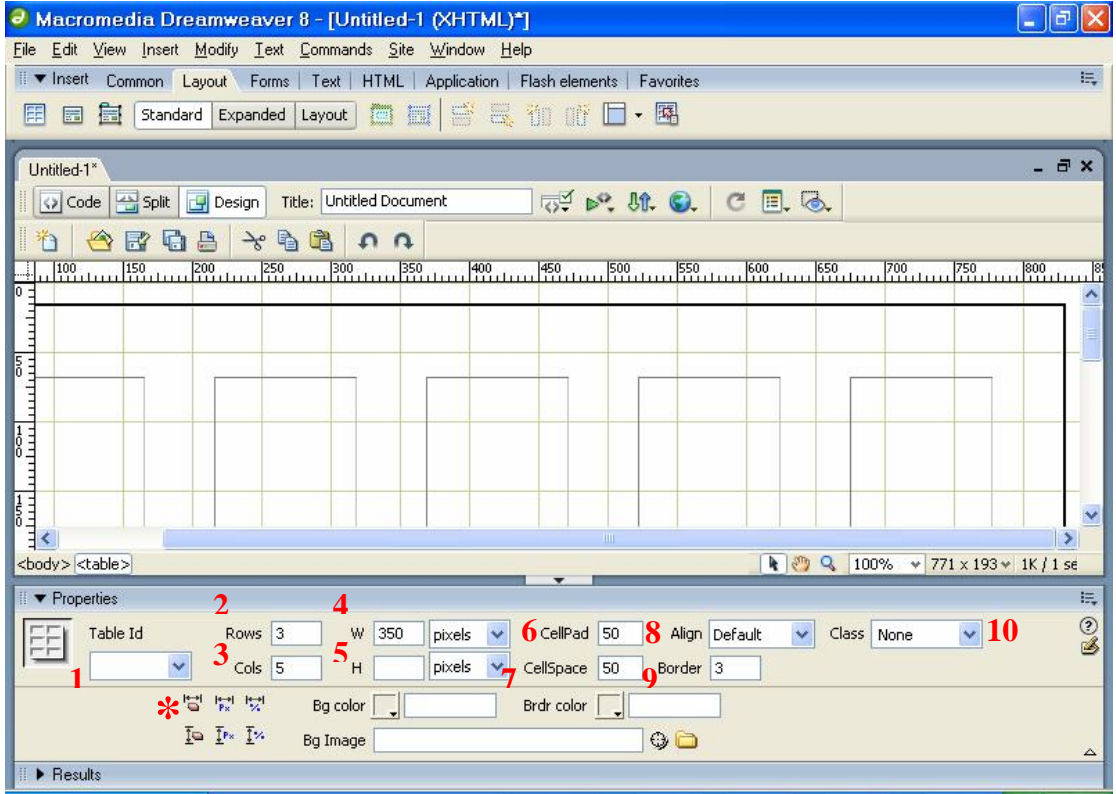 Macromedia Dreamweaver 8 - [Untitled-1 (XHTML)*]
File Edit View Insert Modify Text Commands Site Window Help
▼ Insert Common Layout Forms Text HTML Application Flash elements Favorites
Standard Expanded Layout
Untitled-1*
Code Split Design Title: Untitled Document
100 150 200 250 300 350 400 450 500 550 600 650 700 750 800
0
50
100
150
<body> <table> 100% 771 x 193 1K / 1 se
▼ Properties
2 4
Table Id Rows 3 W 350 pixels 6 CellPad 50 8 Align Default Class None 10
1 3 Cols 5 5 H pixels 7 CellSpace 50 9 Border 3
* Bg color Brdr color
Bg Image
Results